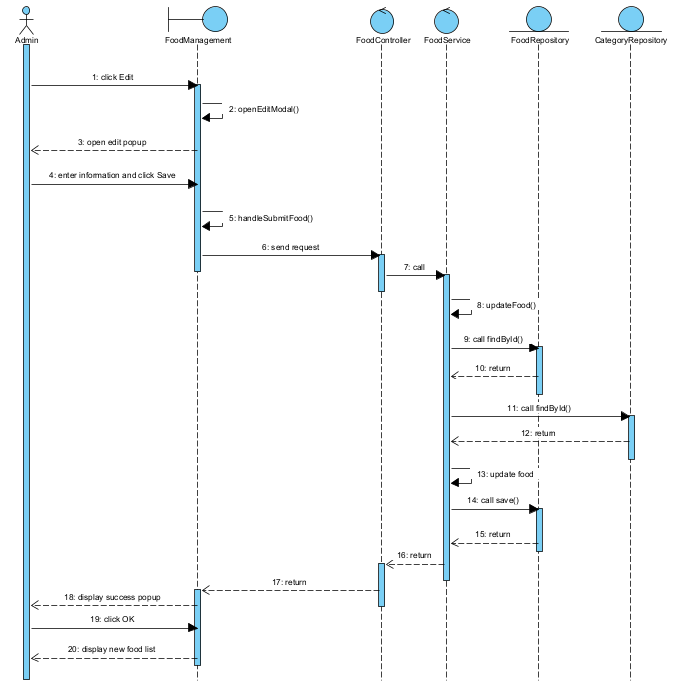 Admin
FoodManagement
FoodController
FoodService
FoodRepository
CategoryRepository
1: click Edit
2: openEditModal()
3: open edit popup
4: enter information and click Save
5: handleSubmitFood()
6: send request
7: call
8: updateFood()
9: call findById()
10: return
11: call findById()
12: return
13: update food
14: call save()
15: return
16: return
17: return
18: display success popup
19: click OK
20: display new food list